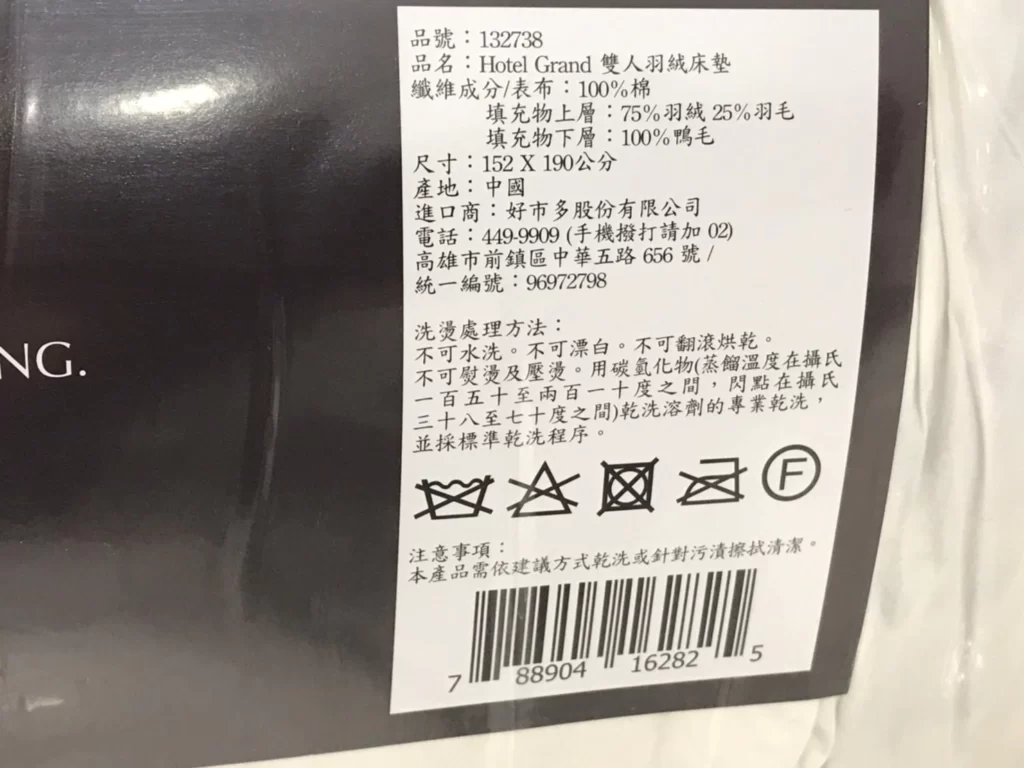 NG.
品號：132738
品名：Hotel Grand 雙人羽絨床墊
纖維成分/表布：100%棉
填充物上層：75%羽絨 25%羽毛
填充物下層：100%鴨毛
尺寸：152 X 190公分
產地：中國
進口商：好市多股份有限公司
電話：449-9909 (手機撥打請加 02)
高雄市前鎮區中華五路 656 號 /
統一編號：96972798
洗燙處理方法：
不可水洗。不可漂白。不可翻滾烘乾。
不可熨燙及壓燙。用碳氫化物(蒸餾溫度在攝氏
一百五十至兩百一十度之間，閃點在攝氏
三十八至七十度之間)乾洗溶劑的專業乾洗，
並採標準乾洗程序。
F
注意事項：
本產品需依建議方式乾洗或針對污漬擦拭清潔。
7 88904 16282 5